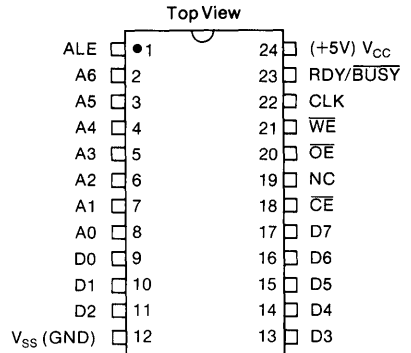 Top View
ALE 1 24 (+5V) VCC
A6 2 23 RDY/BUSY
A5 3 22 CLK
A4 4 21 WE
A3 5 20 OE
A2 6 19 NC
A1 7 18 CE
A0 8 17 D7
D0 9 16 D6
D1 10 15 D5
D2 11 14 D4
VSS (GND) 12 13 D3